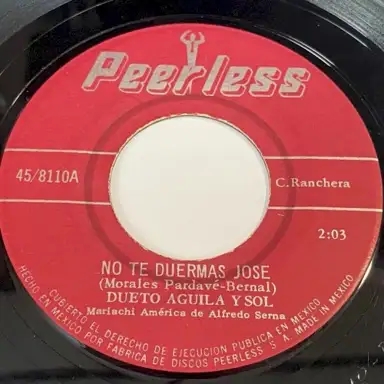 Peerless
45/8110A
C.Ranchera
2:03
NO TE DUERMAS JOSE
(Morales Pardavé-Bernal)
DUETO AGUILA Y SOL
Mariachi América de Alfredo Serna
CUBIERTO EL DERECHO DE EJECUCION PUBLICA EN MEXICO
HECHO EN MEXICO POR FABRICA DE DISCOS PEERLESS S. A. MADE IN MEXICO